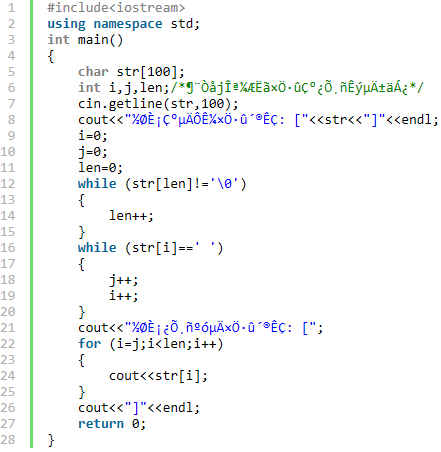 1 #include<iostream>
2 using namespace std;
3 int main()
4 {
5 char str[100];
6 int i,j,len;/*¶¨ÒåjÎª¼ÆËã×Ö·ûÇ°¿Õ¸ñÊýµÄ±äÁ¿*/
7 cin.getline(str,100);
8 cout<<"½ØÈ¡Ç°µÄÔÊ¼×Ö·û´®ÊÇ: ["<<str<<"]"<<endl;
9 i=0;
10 j=0;
11 len=0;
12 while (str[len]!='\0')
13 {
14 len++;
15 }
16 while (str[i]==' ')
17 {
18 j++;
19 i++;
20 }
21 cout<<"½ØÈ¡¿Õ¸ñºóµÄ×Ö·û´®ÊÇ: [";
22 for (i=j;i<len;i++)
23 {
24 cout<<str[i];
25 }
26 cout<<"]"<<endl;
27 return 0;
28 }